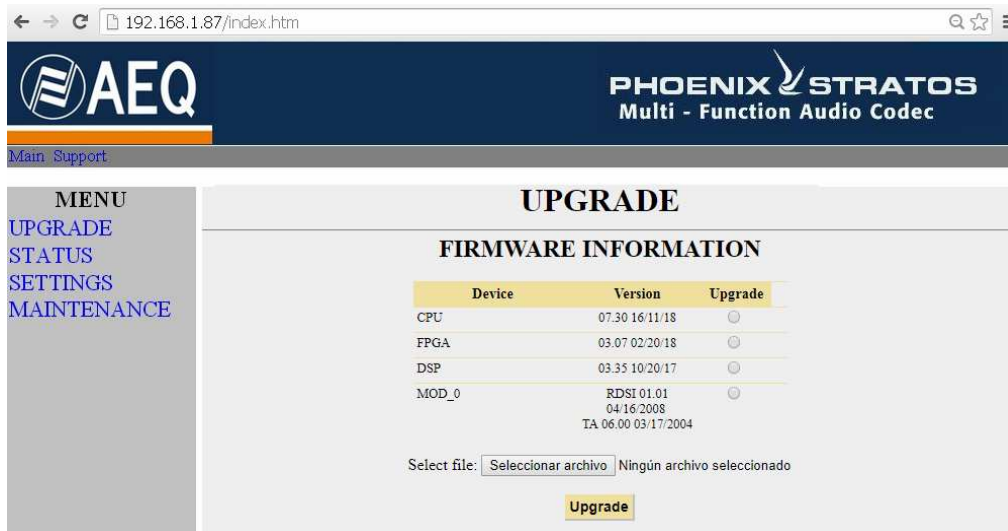 192.168.1.87/index.htm
AEQ
PHOENIX STRATOS
Multi - Function Audio Codec
Main Support
MENU
UPGRADE
STATUS
SETTINGS
MAINTENANCE
UPGRADE
FIRMWARE INFORMATION
Device Version Upgrade
CPU 07.30 16/11/18
FPGA 03.07 02/20/18
DSP 03.35 10/20/17
MOD_0 RDSI 01.01
04/16/2008
TA 06.00 03/17/2004
Select file: Seleccionar archivo Ningún archivo seleccionado
Upgrade